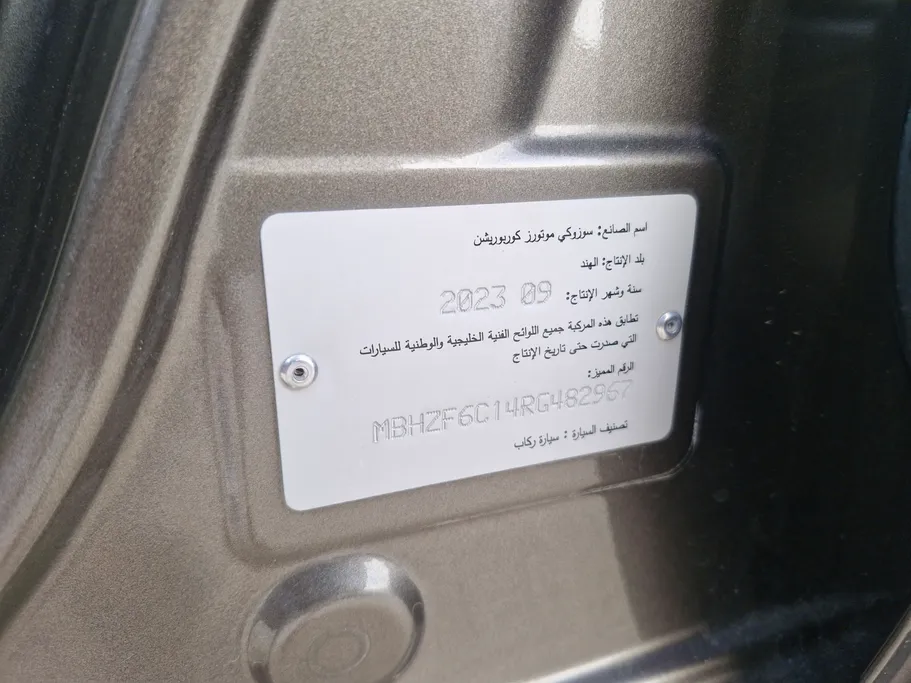 اسم الصانع: سوزوكي موتورز كوربوريشن
بلد الإنتاج: الهند
سنة وشهر الإنتاج: 2023 09
تطابق هذه المركبة جميع اللوائح الفنية الخليجية والوطنية للسيارات
التي صدرت حتى تاريخ الإنتاج
الرقم المميز:
MBHZF6C14RG482967
تصنيف السيارة : سيارة ركاب